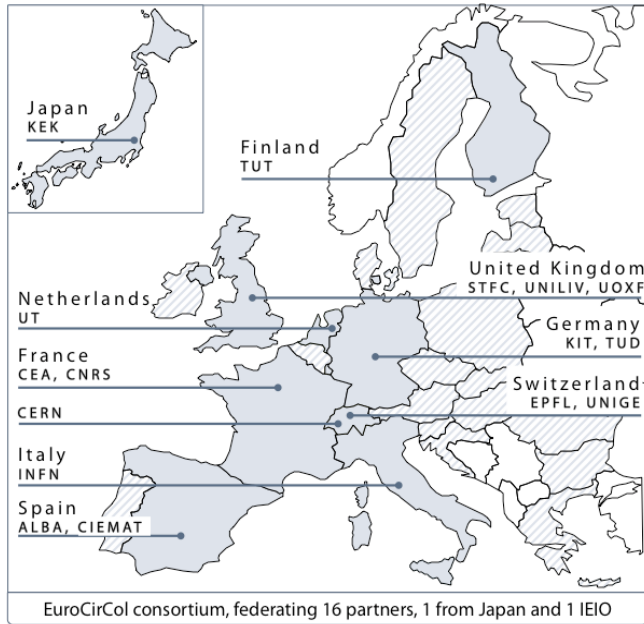 Japan
KEK
Finland
TUT
United Kingdom
STFC, UNILIV, UOXF
Netherlands
UT
Germany
KIT, TUD
France
CEA, CNRS
Switzerland
EPFL, UNIGE
CERN
Italy
INFN
Spain
ALBA, CIEMAT
EuroCirCol consortium, federating 16 partners, 1 from Japan and 1 IEIO